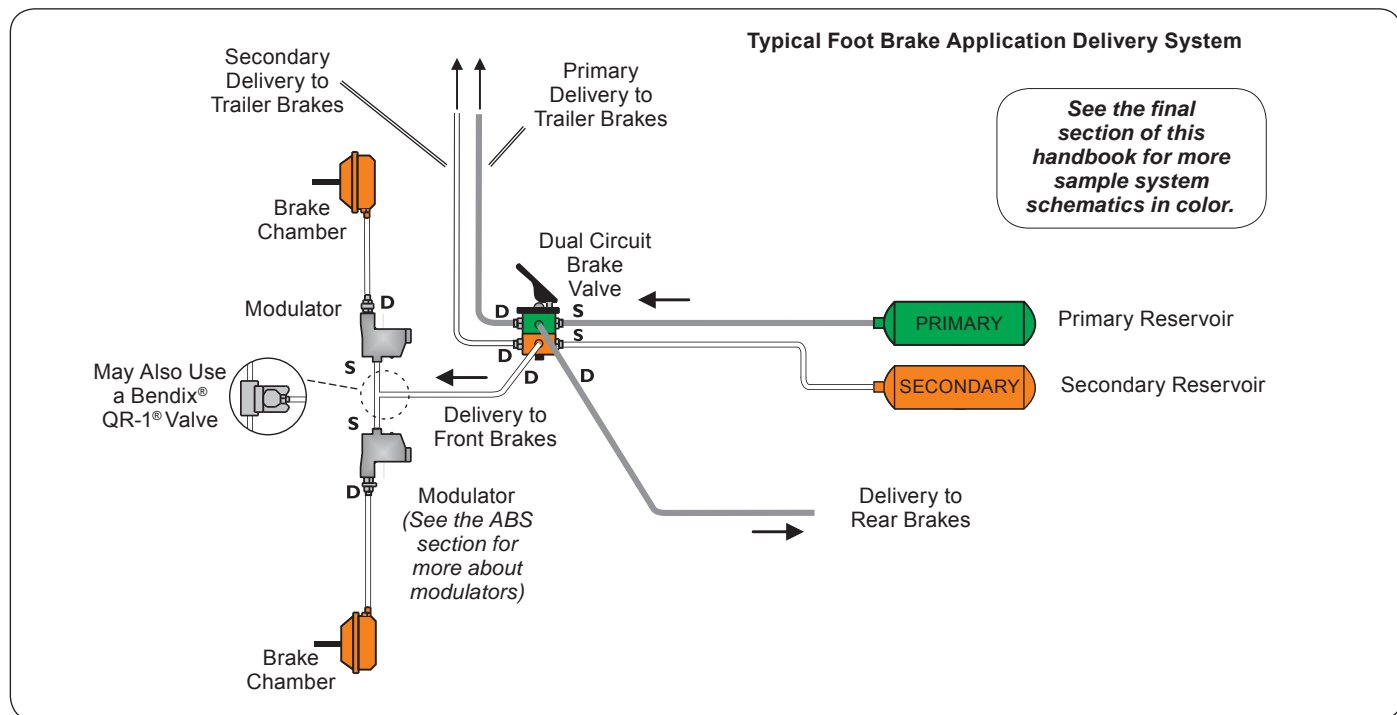 Typical Foot Brake Application Delivery System
Secondary
Delivery to
Trailer Brakes
Primary
Delivery to
Trailer Brakes
See the final
section of this
handbook for more
sample system
schematics in color.
Brake
Chamber
Dual Circuit
Brake
Valve
Modulator
D
D
S
PRIMARY
Primary Reservoir
S
D
D
D
SECONDARY
Secondary Reservoir
S
May Also Use
a Bendix®
QR-1® Valve
Delivery to
Front Brakes
S
D
Modulator
(See the ABS
section for
more about
modulators)
Delivery to
Rear Brakes
Brake
Chamber